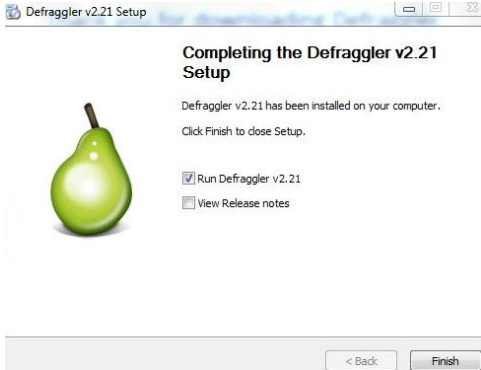 Defraggler v2.21 Setup
Completing the Defraggler v2.21
Setup
Defraggler v2.21 has been installed on your computer.
Click Finish to close Setup.
Run Defraggler v2.21
View Release notes
< Back
Finish